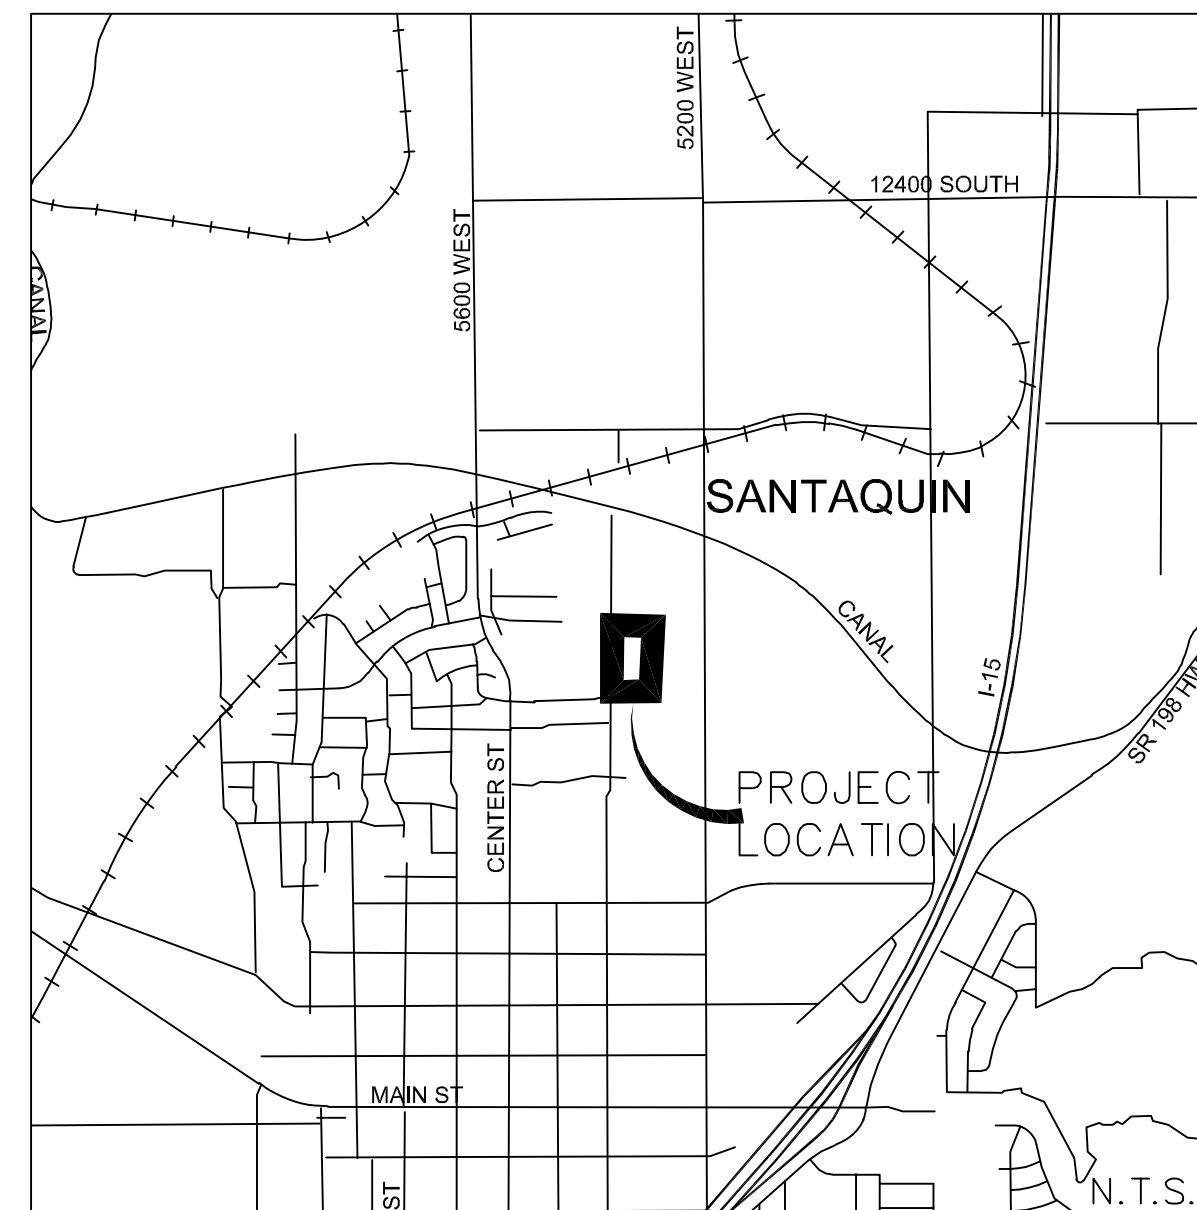 5200 WEST
12400 SOUTH
5600 WEST
CANAL
SANTAQUIN
CANAL
I-15
SR 198 HW
CENTER ST
PROJECT
LOCATION
MAIN ST
ST
N.T.S.